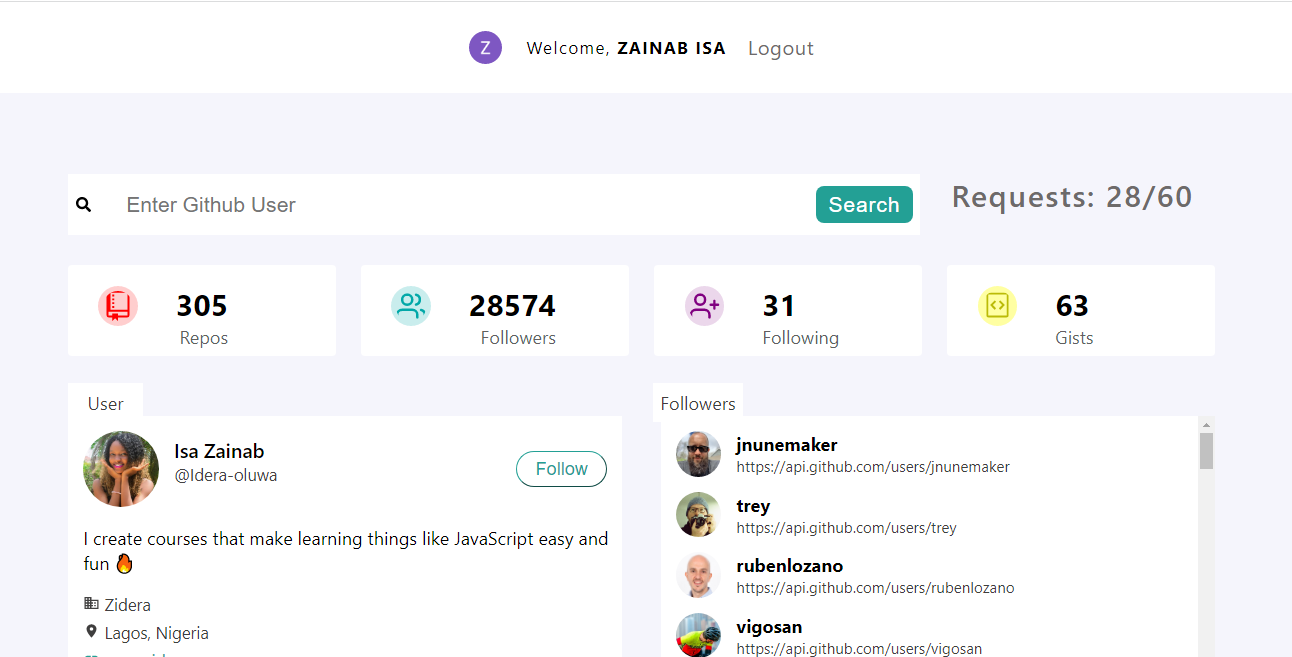 Z Welcome, ZAINAB ISA Logout
Enter Github User Search Requests: 28/60
305
Repos
28574
Followers
31
Following
63
Gists
User
Isa Zainab
@Idera-oluwa
Follow
I create courses that make learning things like JavaScript easy and
fun 🔥
Zidera
Lagos, Nigeria
Followers
jnunemaker
https://api.github.com/users/jnunemaker
trey
https://api.github.com/users/trey
rubenlozano
https://api.github.com/users/rubenlozano
vigosan
https://api.github.com/users/vigosan